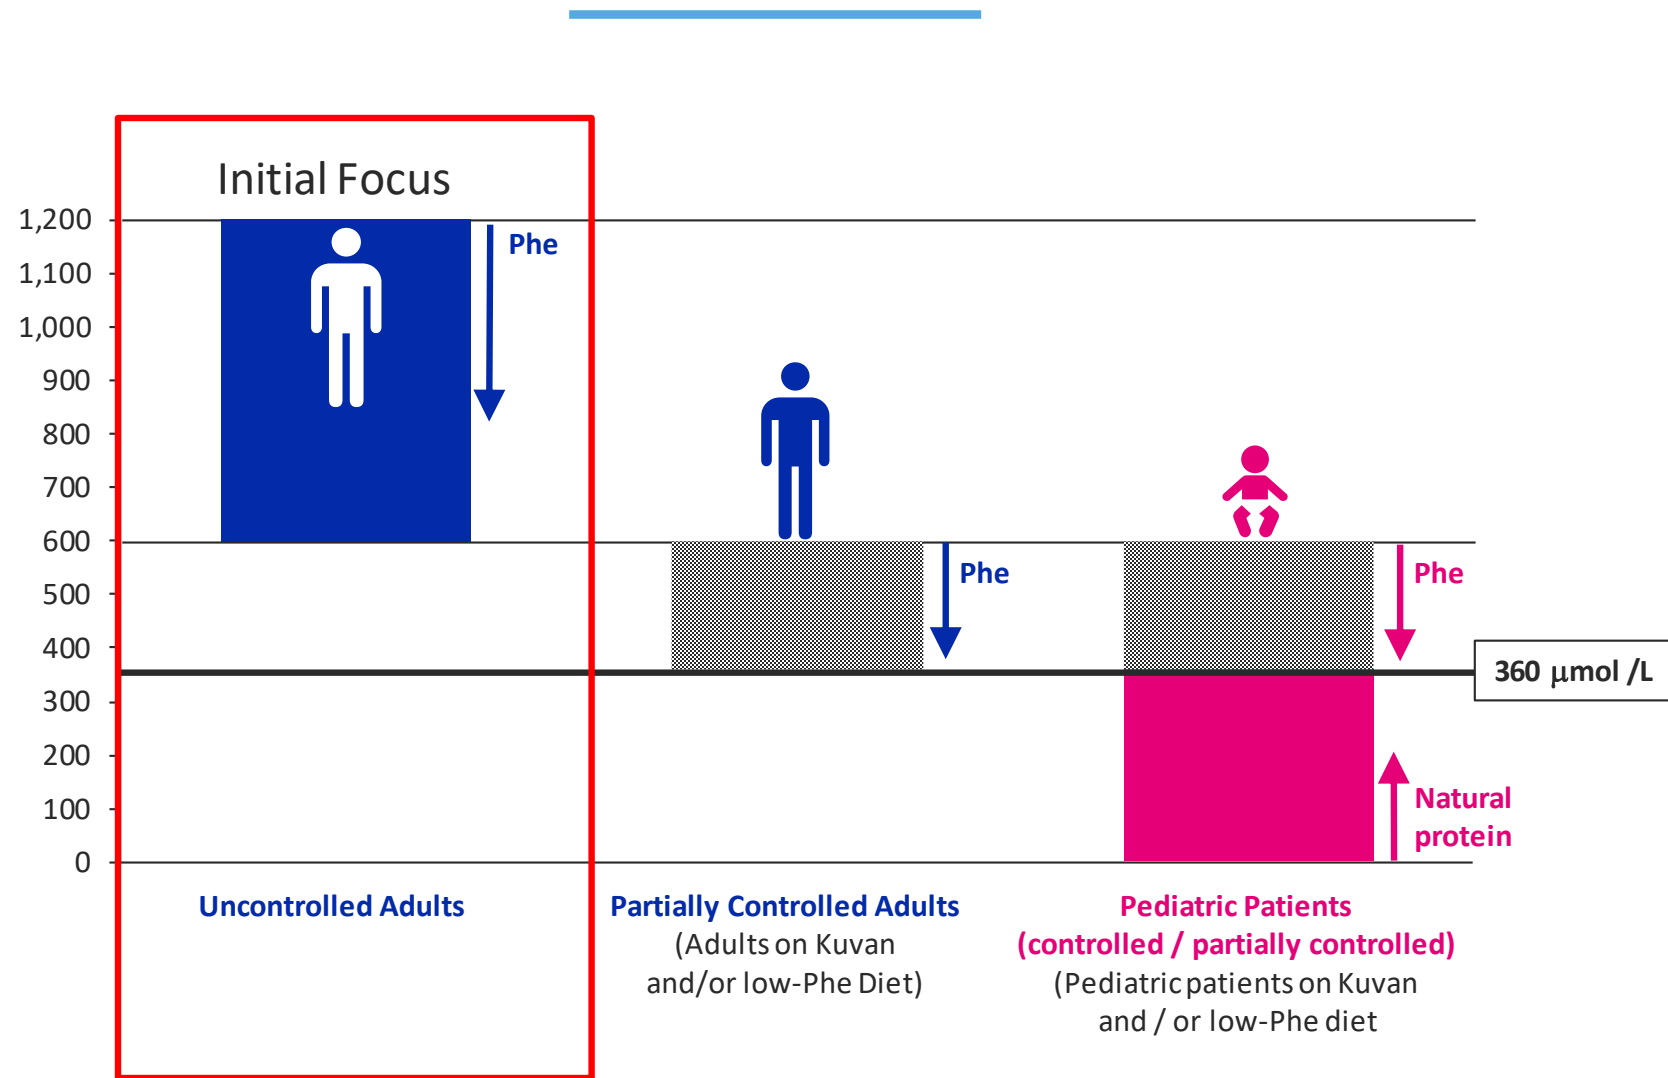 Initial Focus
1,200
1,100
1,000
900
800
700
600
500
400
300
200
100
0
Phe
Phe
Phe
360 μmol /L
Natural
protein
Uncontrolled Adults
Partially Controlled Adults
(Adults on Kuvan
and/or low-Phe Diet)
Pediatric Patients
(controlled / partially controlled)
(Pediatric patients on Kuvan
and / or low-Phe diet